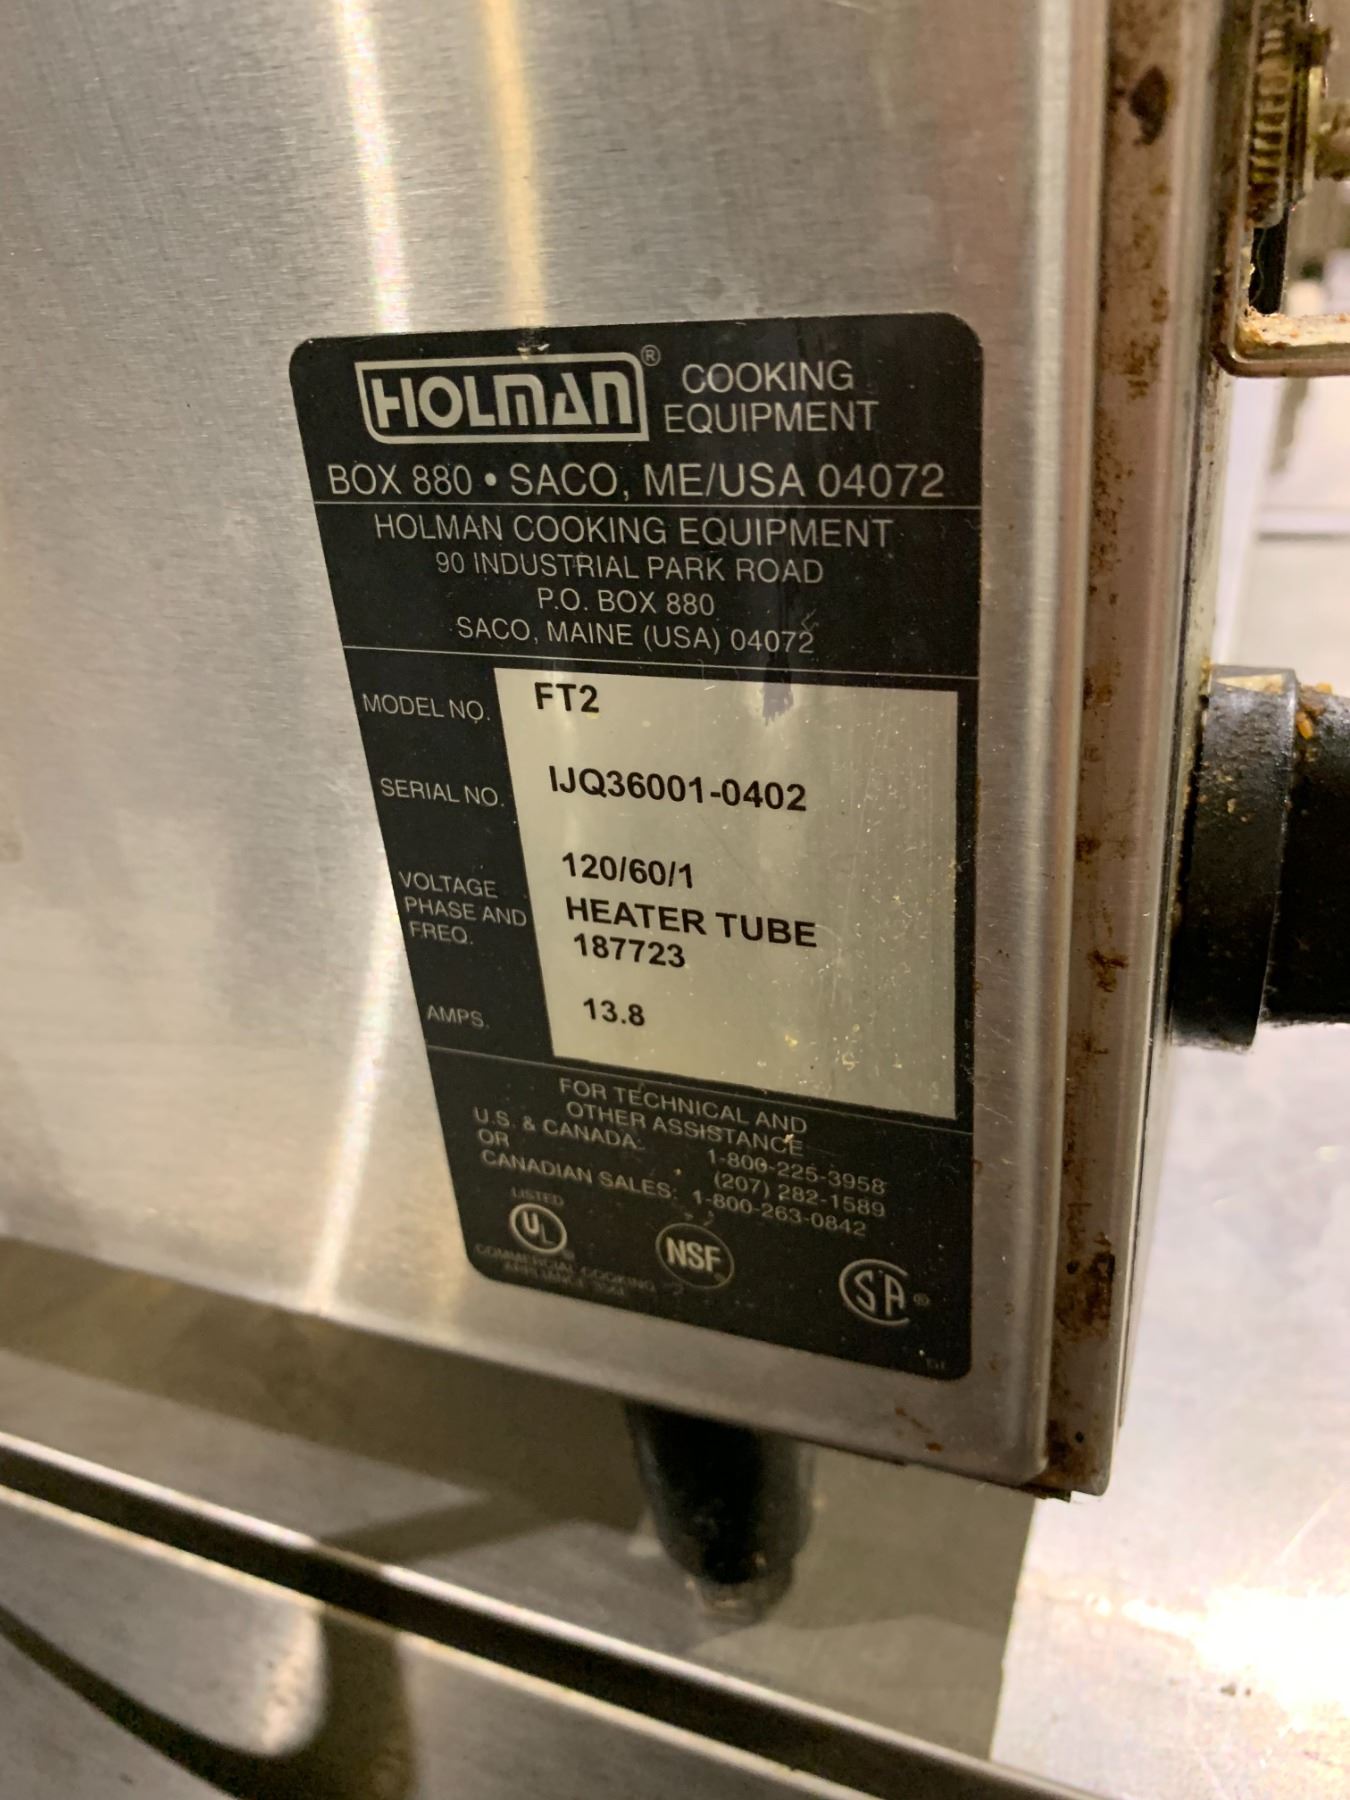 HOLMAN® COOKING
EQUIPMENT
BOX 880 • SACO, ME/USA 04072
HOLMAN COOKING EQUIPMENT
90 INDUSTRIAL PARK ROAD
P.O. BOX 880
SACO, MAINE (USA) 04072
MODEL NO. FT2
SERIAL NO. IJQ36001-0402
VOLTAGE 120/60/1
PHASE AND HEATER TUBE
FREQ. 187723
AMPS. 13.8
FOR TECHNICAL AND
OTHER ASSISTANCE
U.S. & CANADA: 1-800-225-3958
OR (207) 282-1589
CANADIAN SALES: 1-800-263-0842
LISTED
UL®
NSF®
SA®
COMMERCIAL COOKING
APPLIANCE